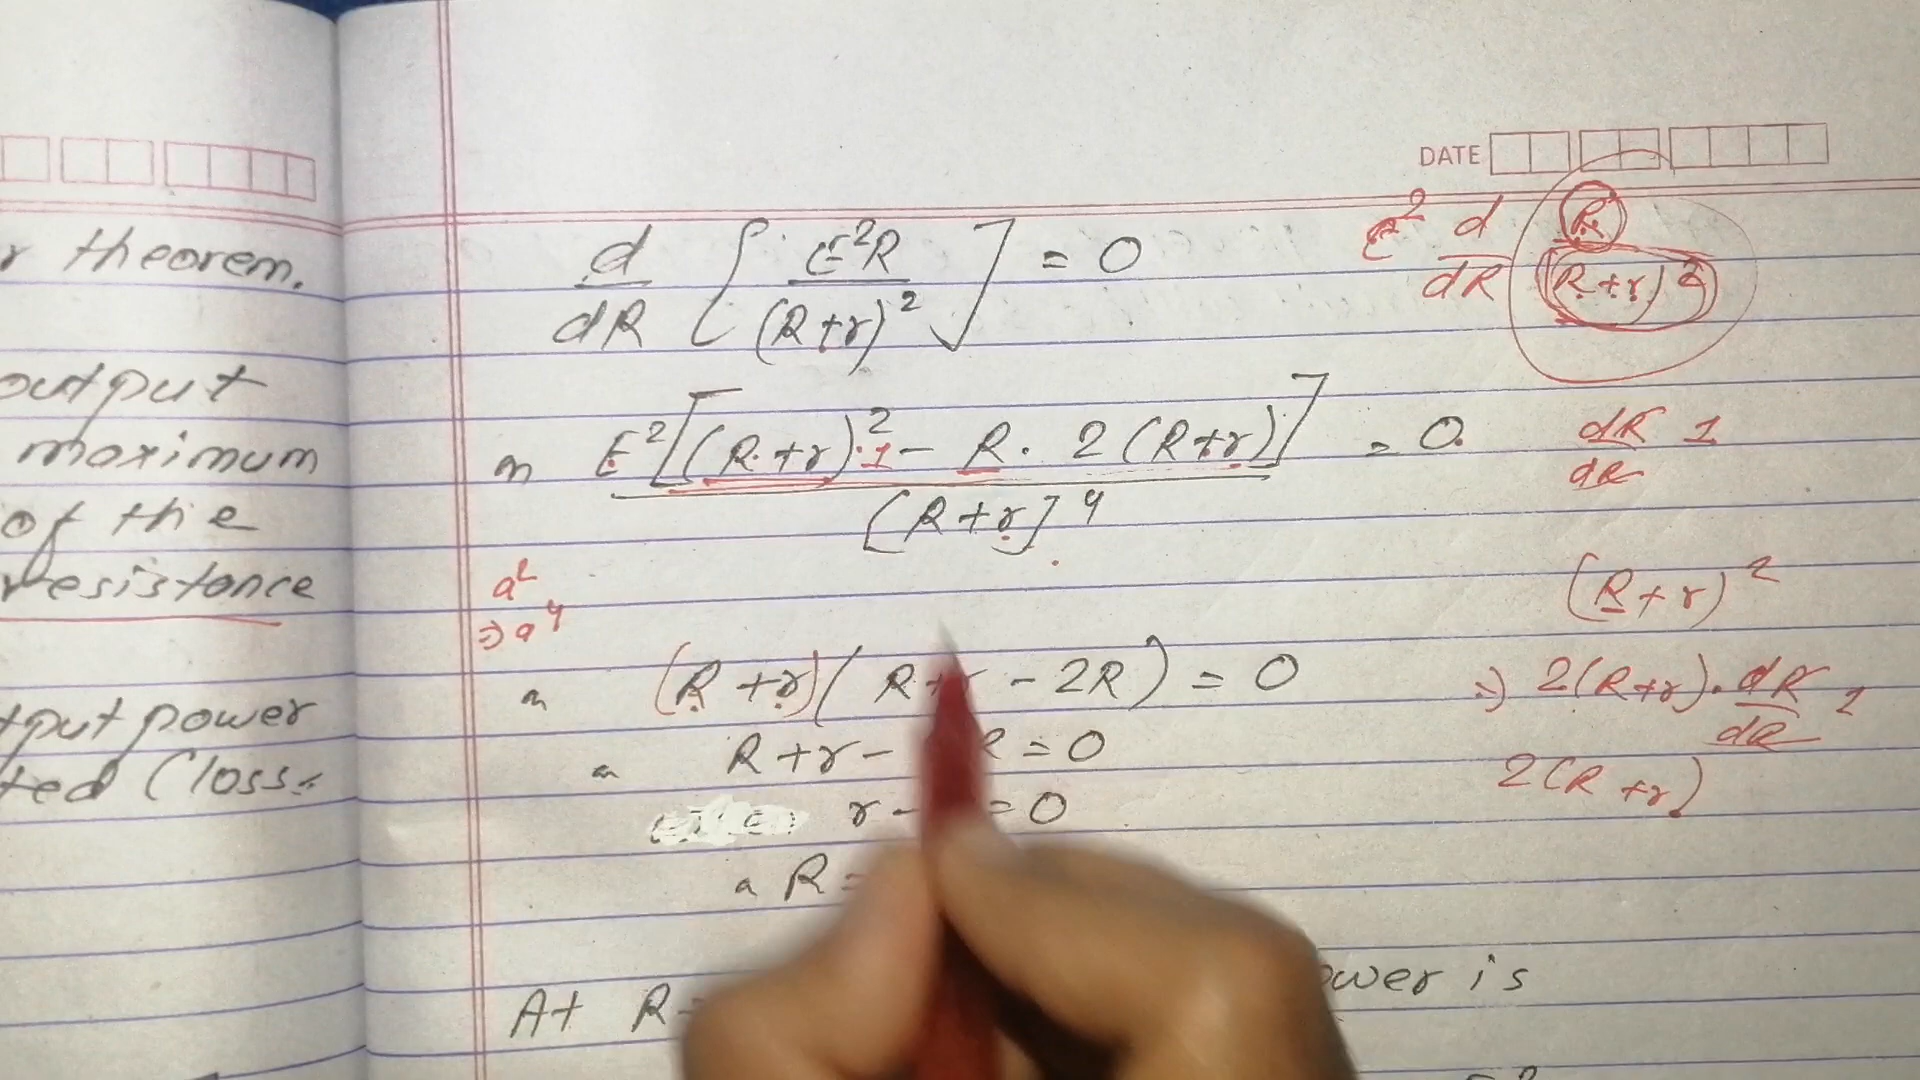 r theorem.
output
maximum
of the
resistance
tput power
ted (loss
DATE
d/dR [E²R/(R+r)²] = 0
E²[(R+r)²·1 - R. 2(R+r)]/[R+r]⁴ = 0
a²
⇒ a⁴
(R+r)(R+r - 2R) = 0
R+r- R = 0
r- = 0
R =
At R
ower is
E² d/dR R/(R+r)²
dR/dR 1
(R+r)²
⇒ 2(R+r). dR/dR 1
2(R+r)